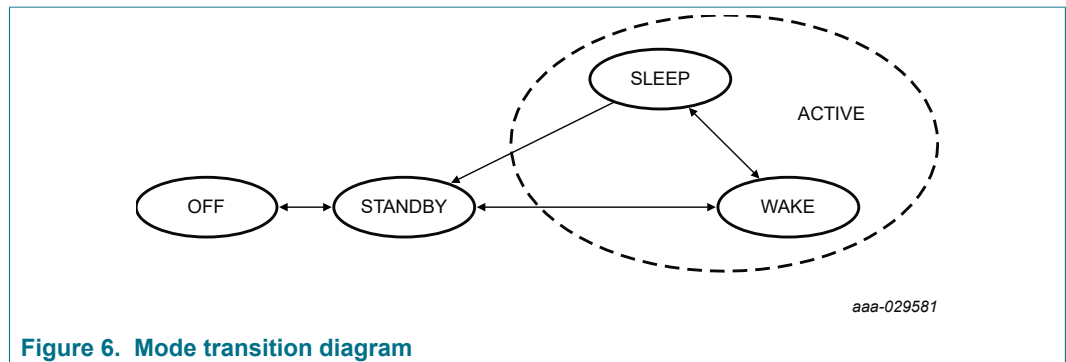 SLEEP
ACTIVE
OFF
STANDBY
WAKE
aaa-029581
Figure 6. Mode transition diagram